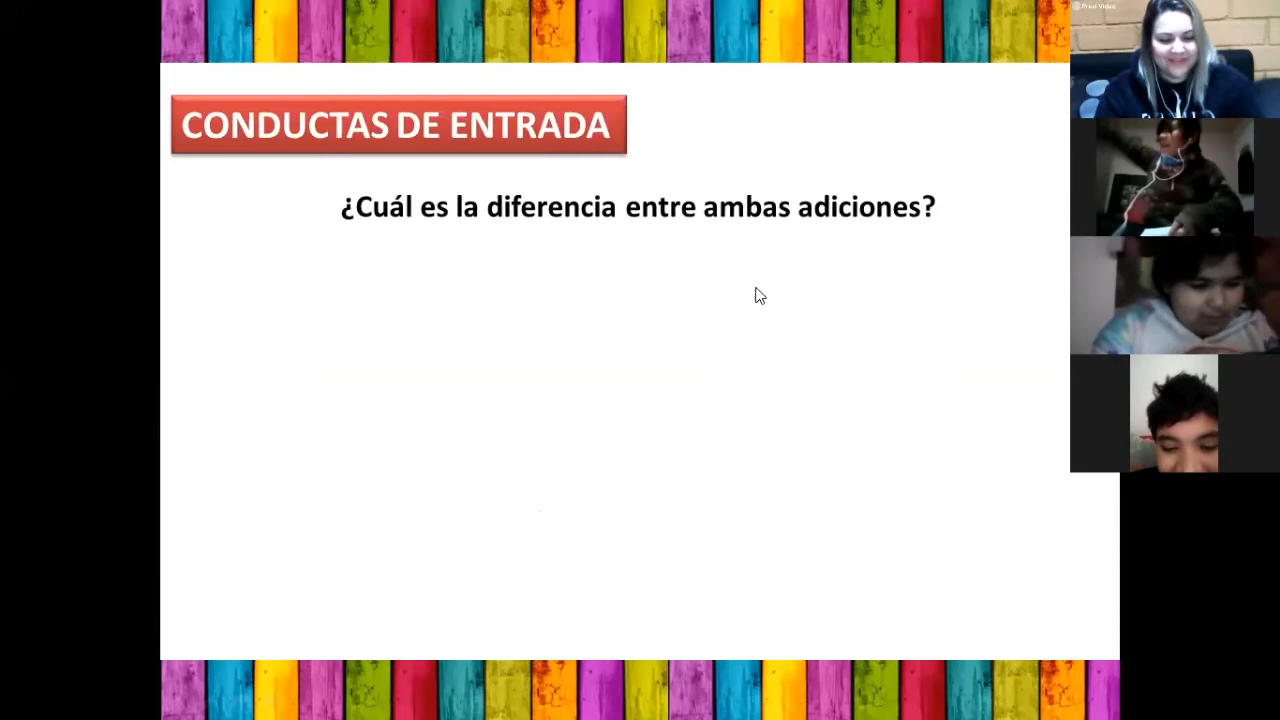 CONDUCTAS DE ENTRADA
¿Cuál es la diferencia entre ambas adiciones?